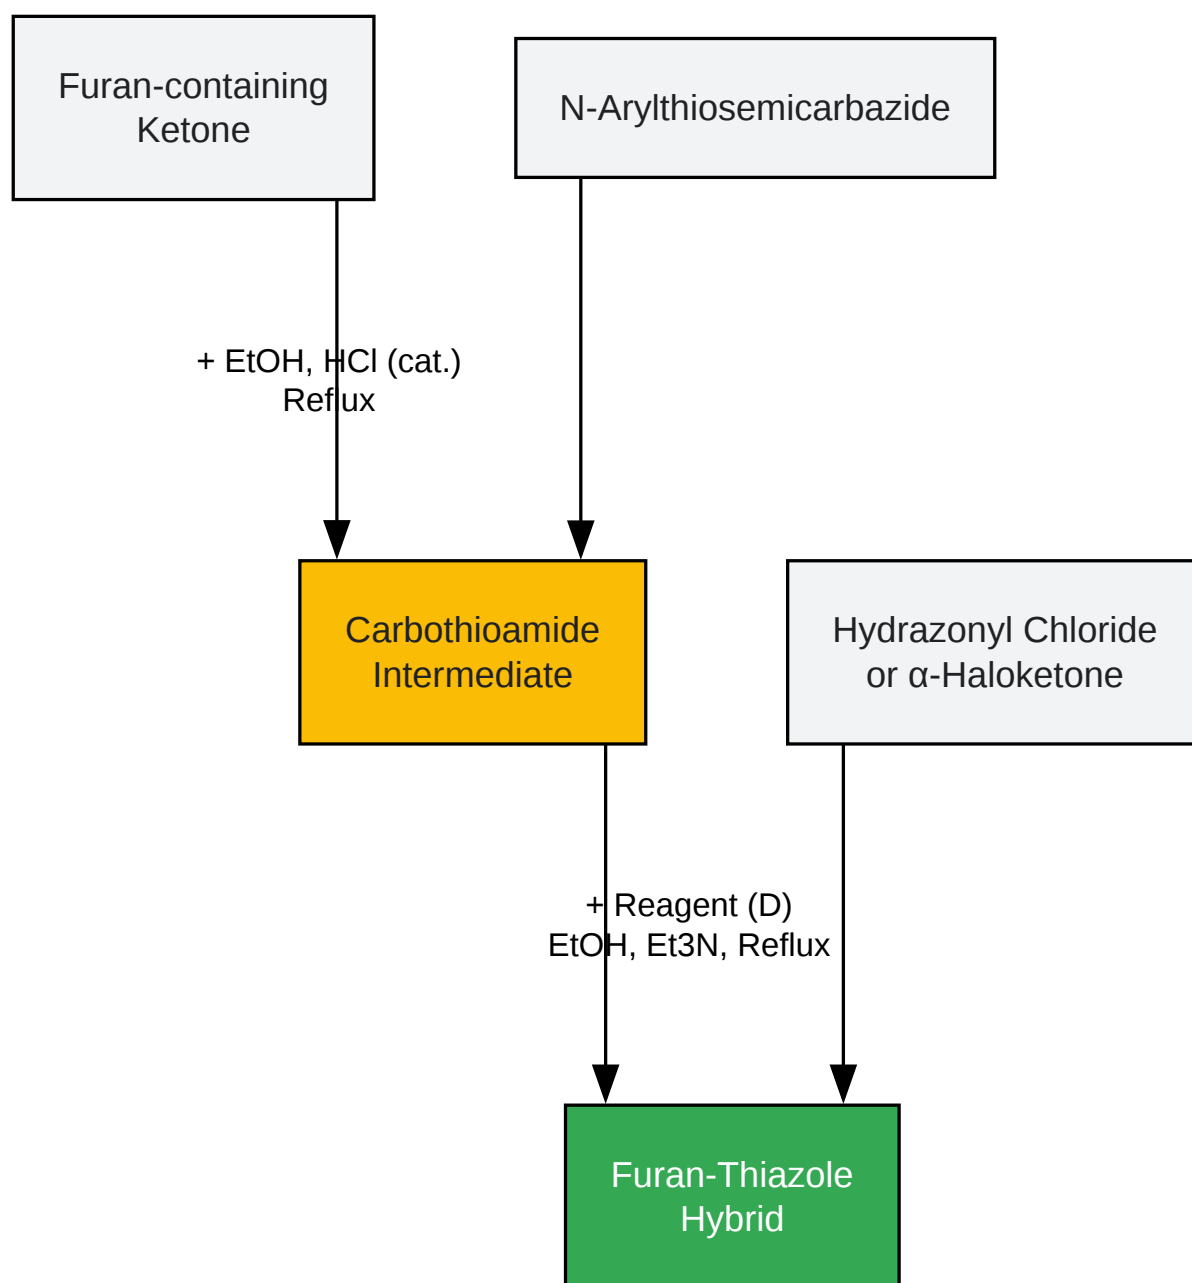 Furan-containing
Ketone
N-Arylthiosemicarbazide
+ EtOH, HCl (cat.)
Reflux
Carbothioamide
Intermediate
Hydrazonyl Chloride
or α-Haloketone
+ Reagent (D)
EtOH, Et3N, Reflux
Furan-Thiazole
Hybrid